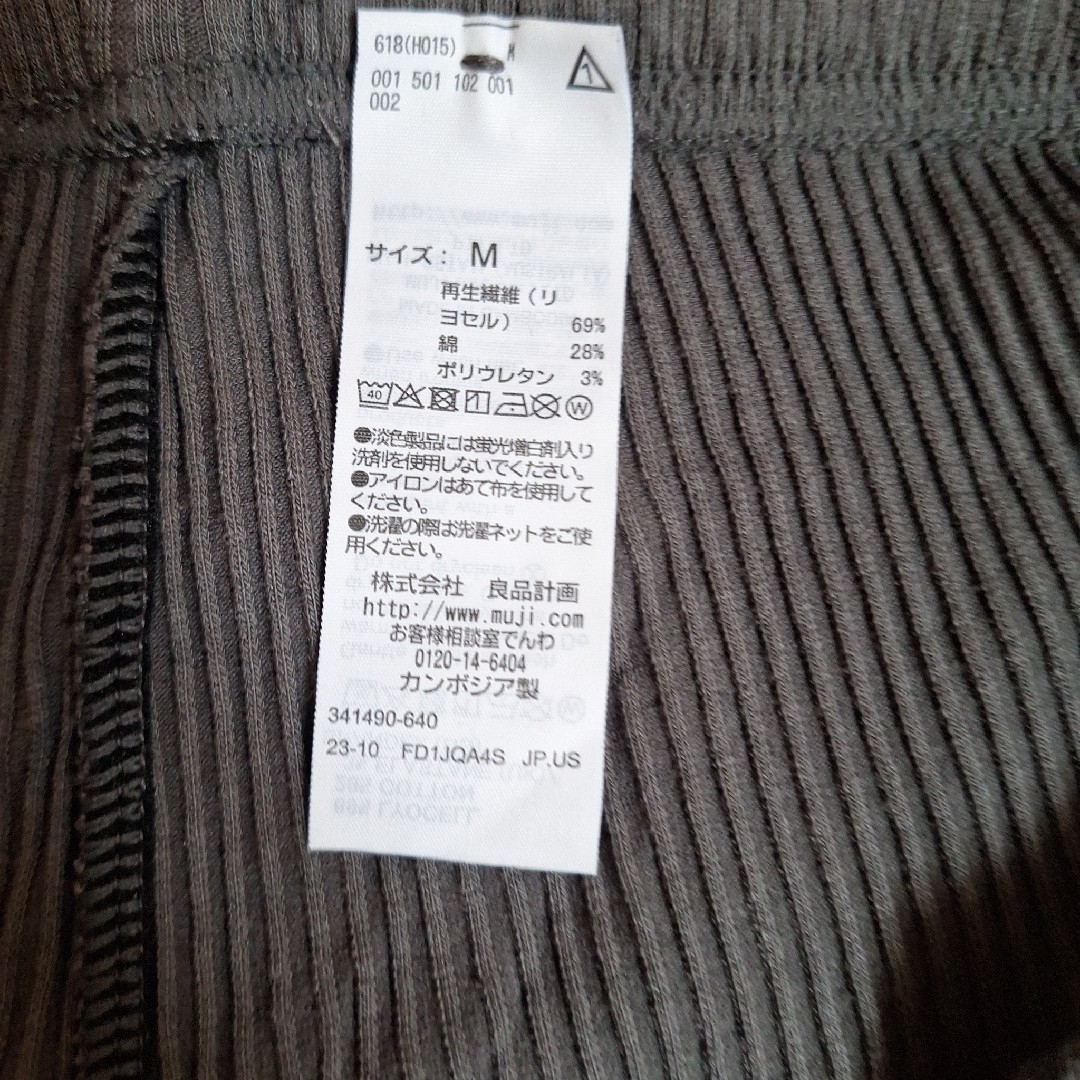 618(H015)
001 501 102 001
002
1
サイズ： M
再生繊維（リ
ヨセル） 69%
綿 28%
ポリウレタン 3%
40 W
●淡色製品には蛍光増白剤入り
洗剤を使用しないでください。
●アイロンはあて布を使用して
ください。
●洗濯の際は洗濯ネットをご使
用ください。
株式会社 良品計画
http://www.muji.com
お客様相談室でんわ
0120-14-6404
カンボジア製
341490-640
23-10 FD1JQA4S JP.US